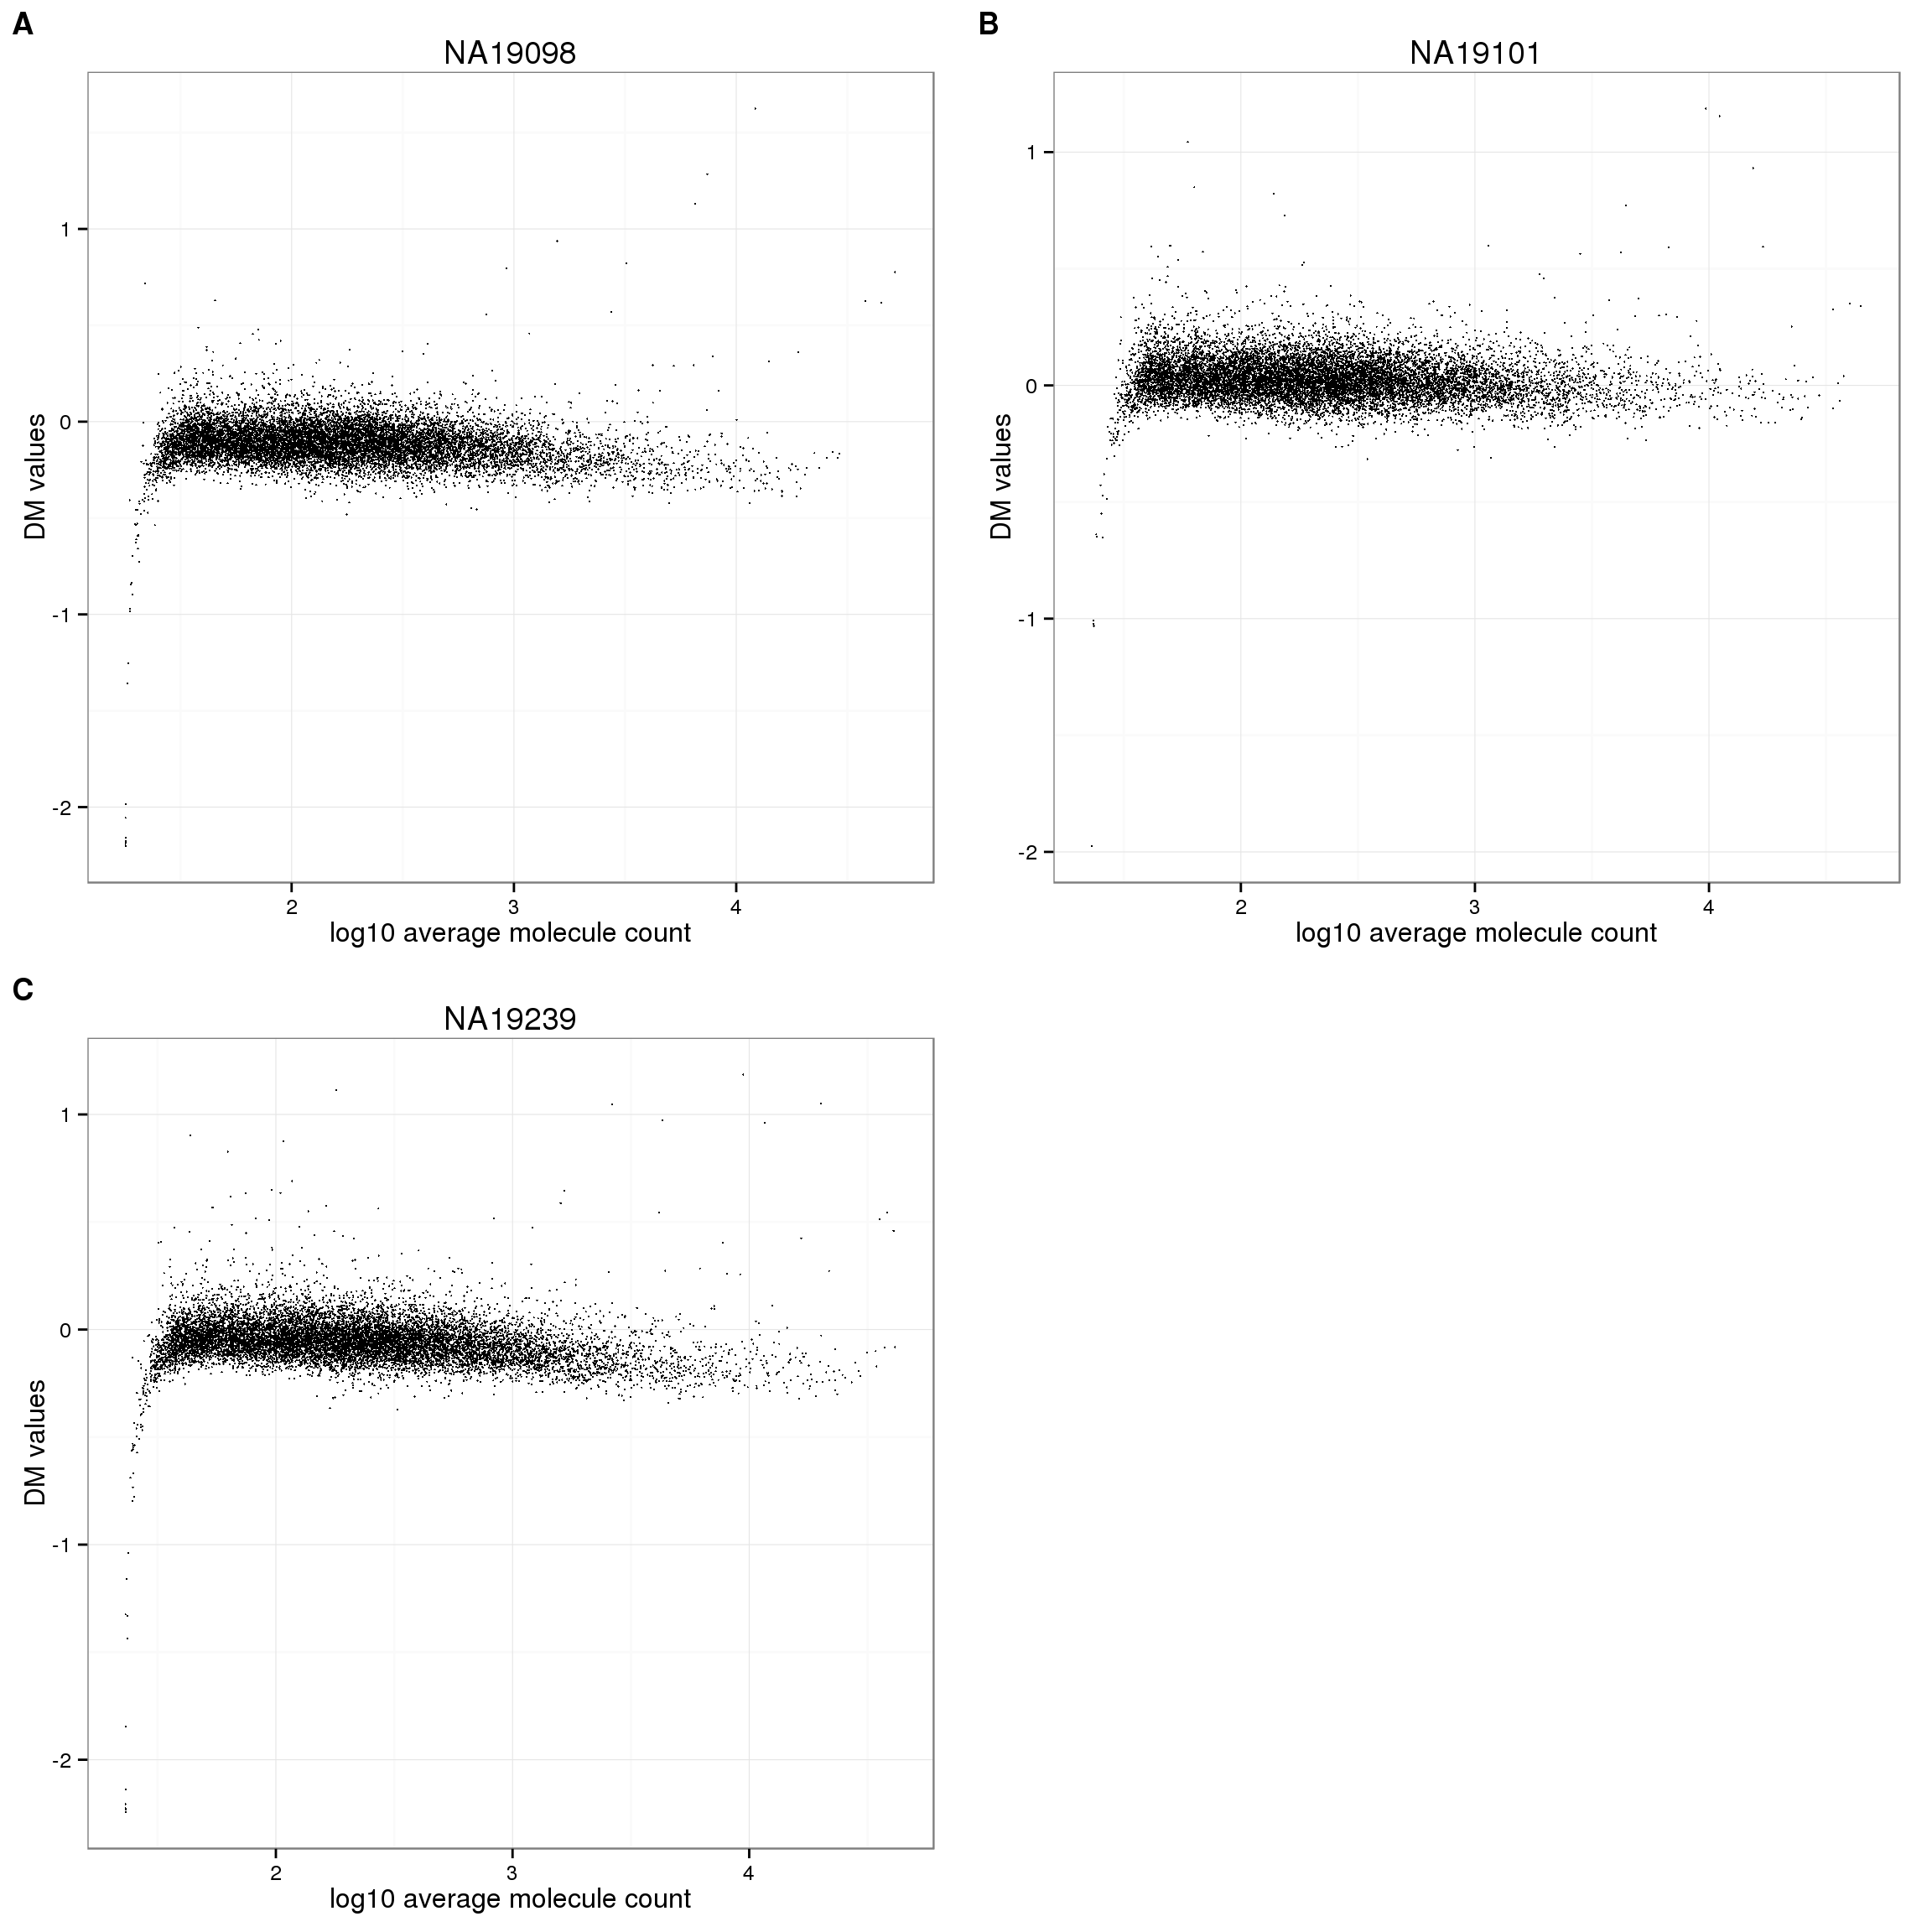 A
NA19098
1
0
-1
-2
DM values
2 3 4
log10 average molecule count
B
NA19101
1
0
-1
-2
DM values
2 3 4
log10 average molecule count
C
NA19239
1
0
-1
-2
DM values
2 3 4
log10 average molecule count